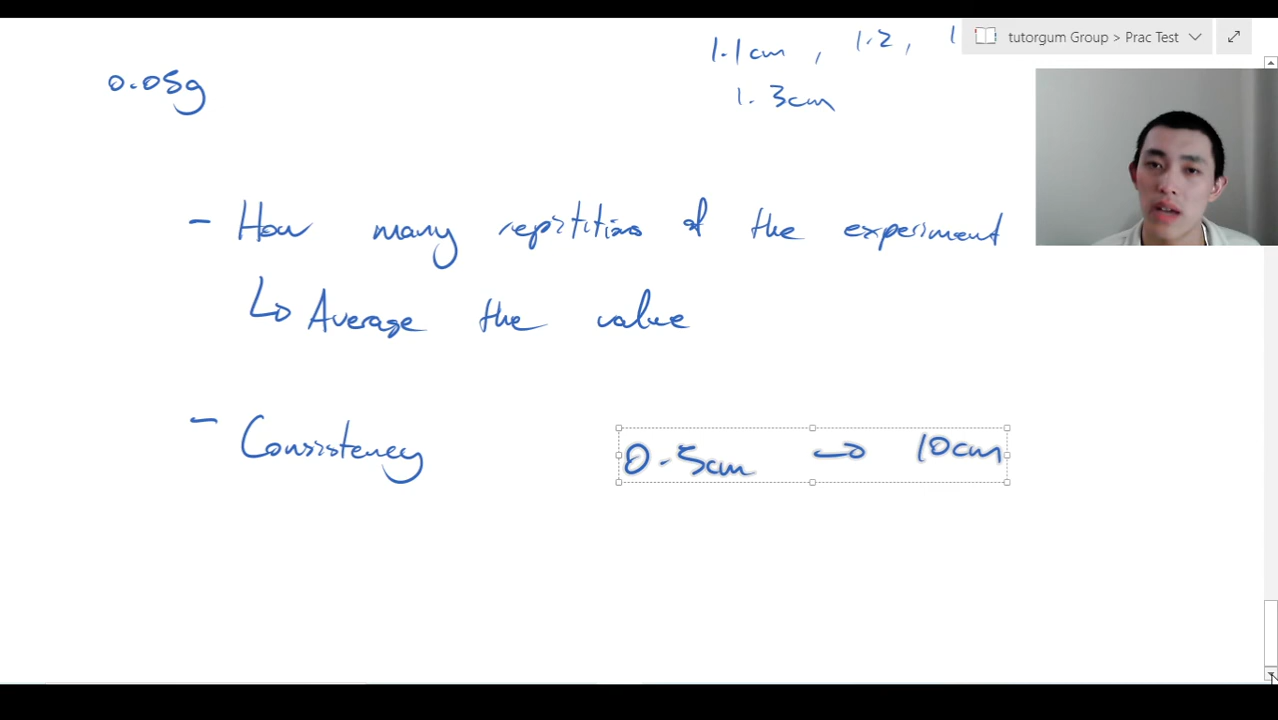 tutorgum Group > Prac Test
1.1cm , 1.2, 1
1.3cm
0.05g
- How many repititions of the experiment
↳ Average the value
- Consistency
0.5cm → 10cm